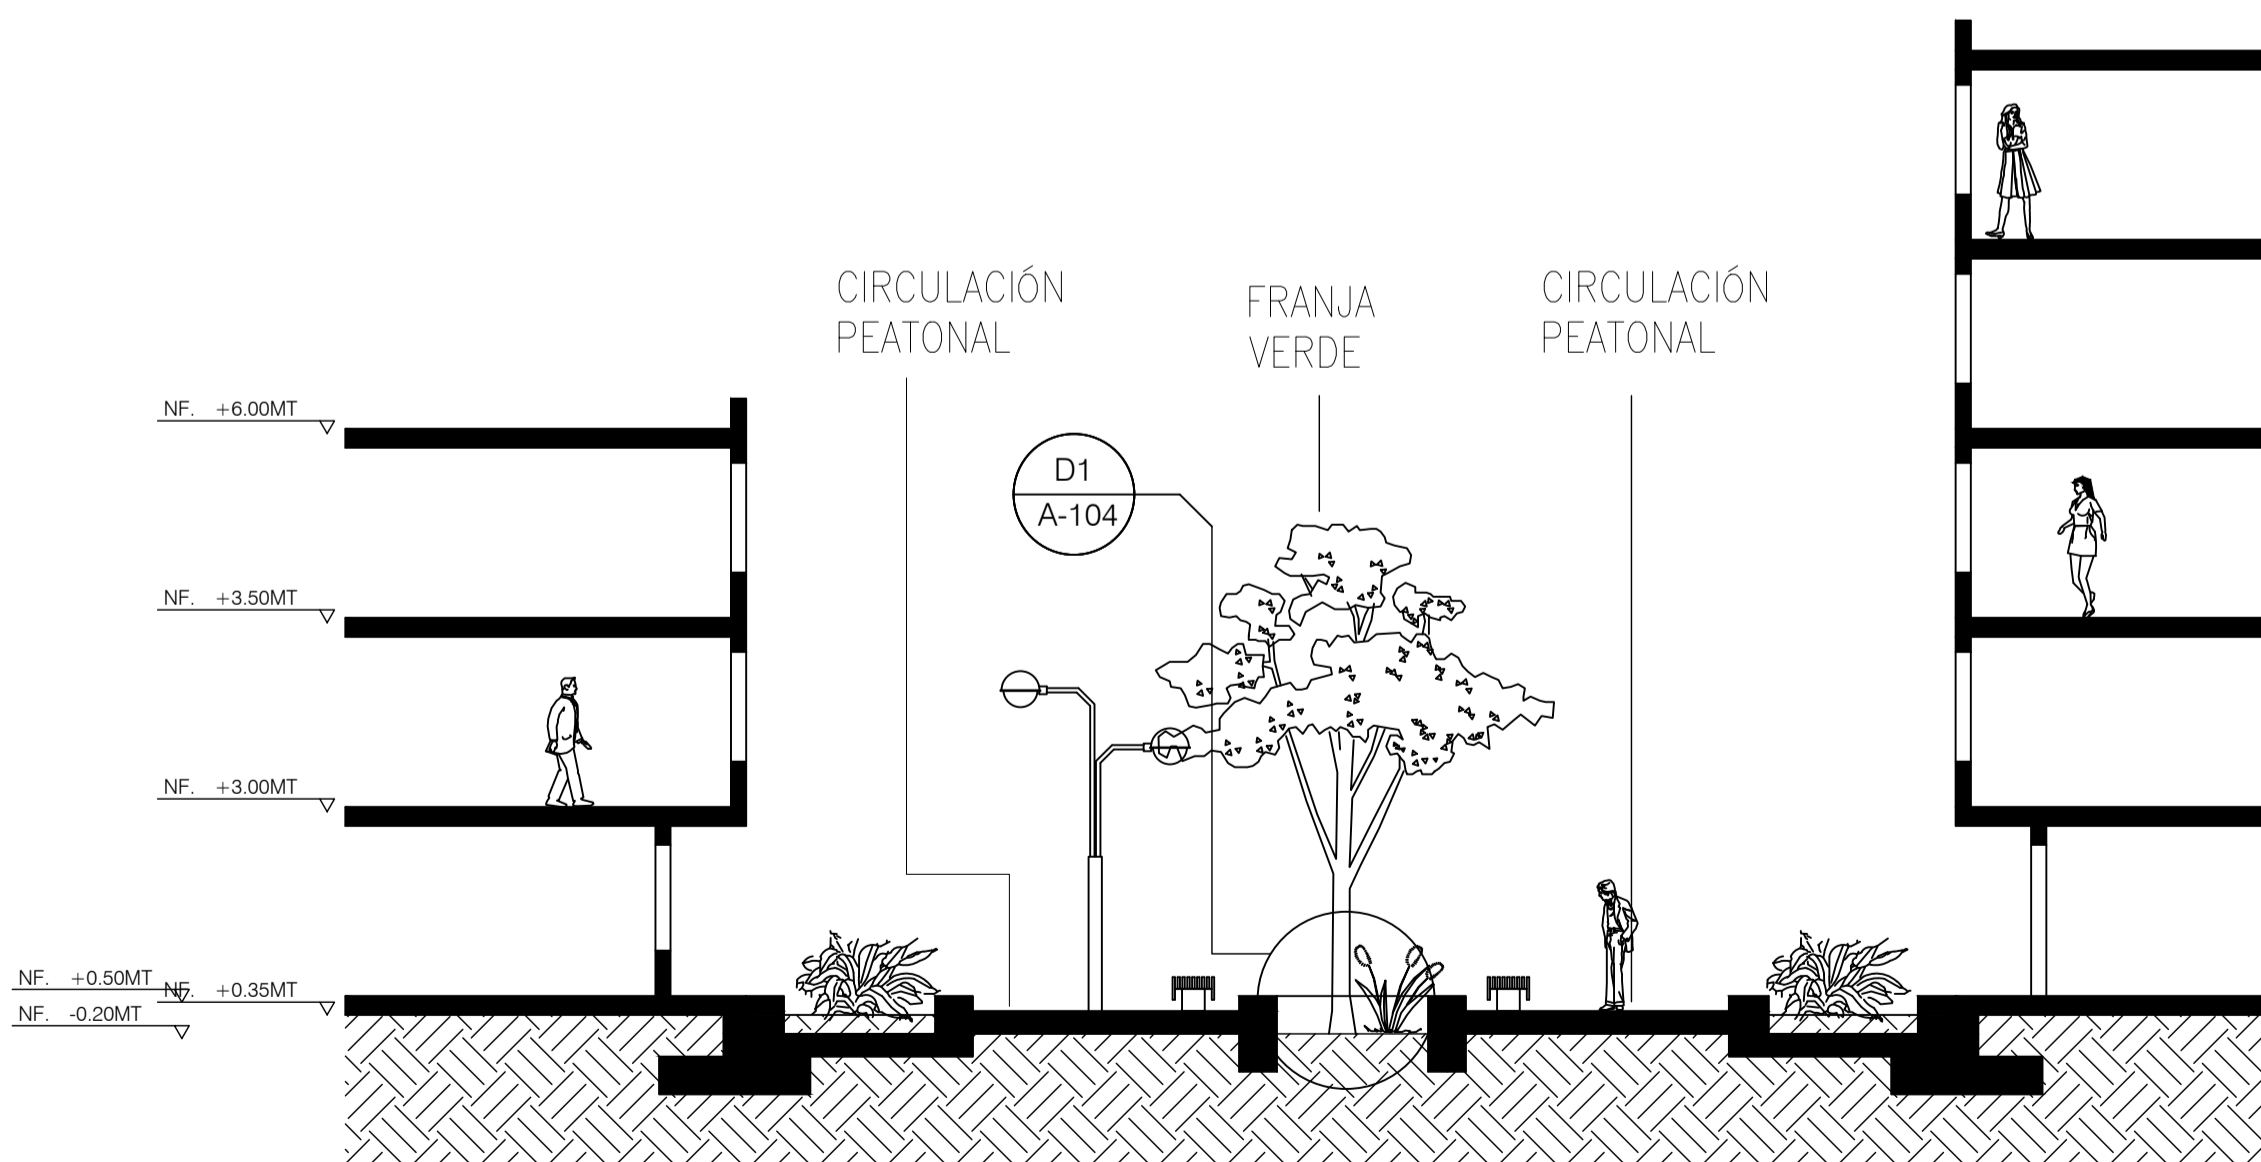 CIRCULACIÓN
PEATONAL
FRANJA
VERDE
CIRCULACIÓN
PEATONAL
NF. +6.00MT
D1
A-104
NF. +3.50MT
NF. +3.00MT
NF. +0.50MT
NF. +0.35MT
NF. -0.20MT